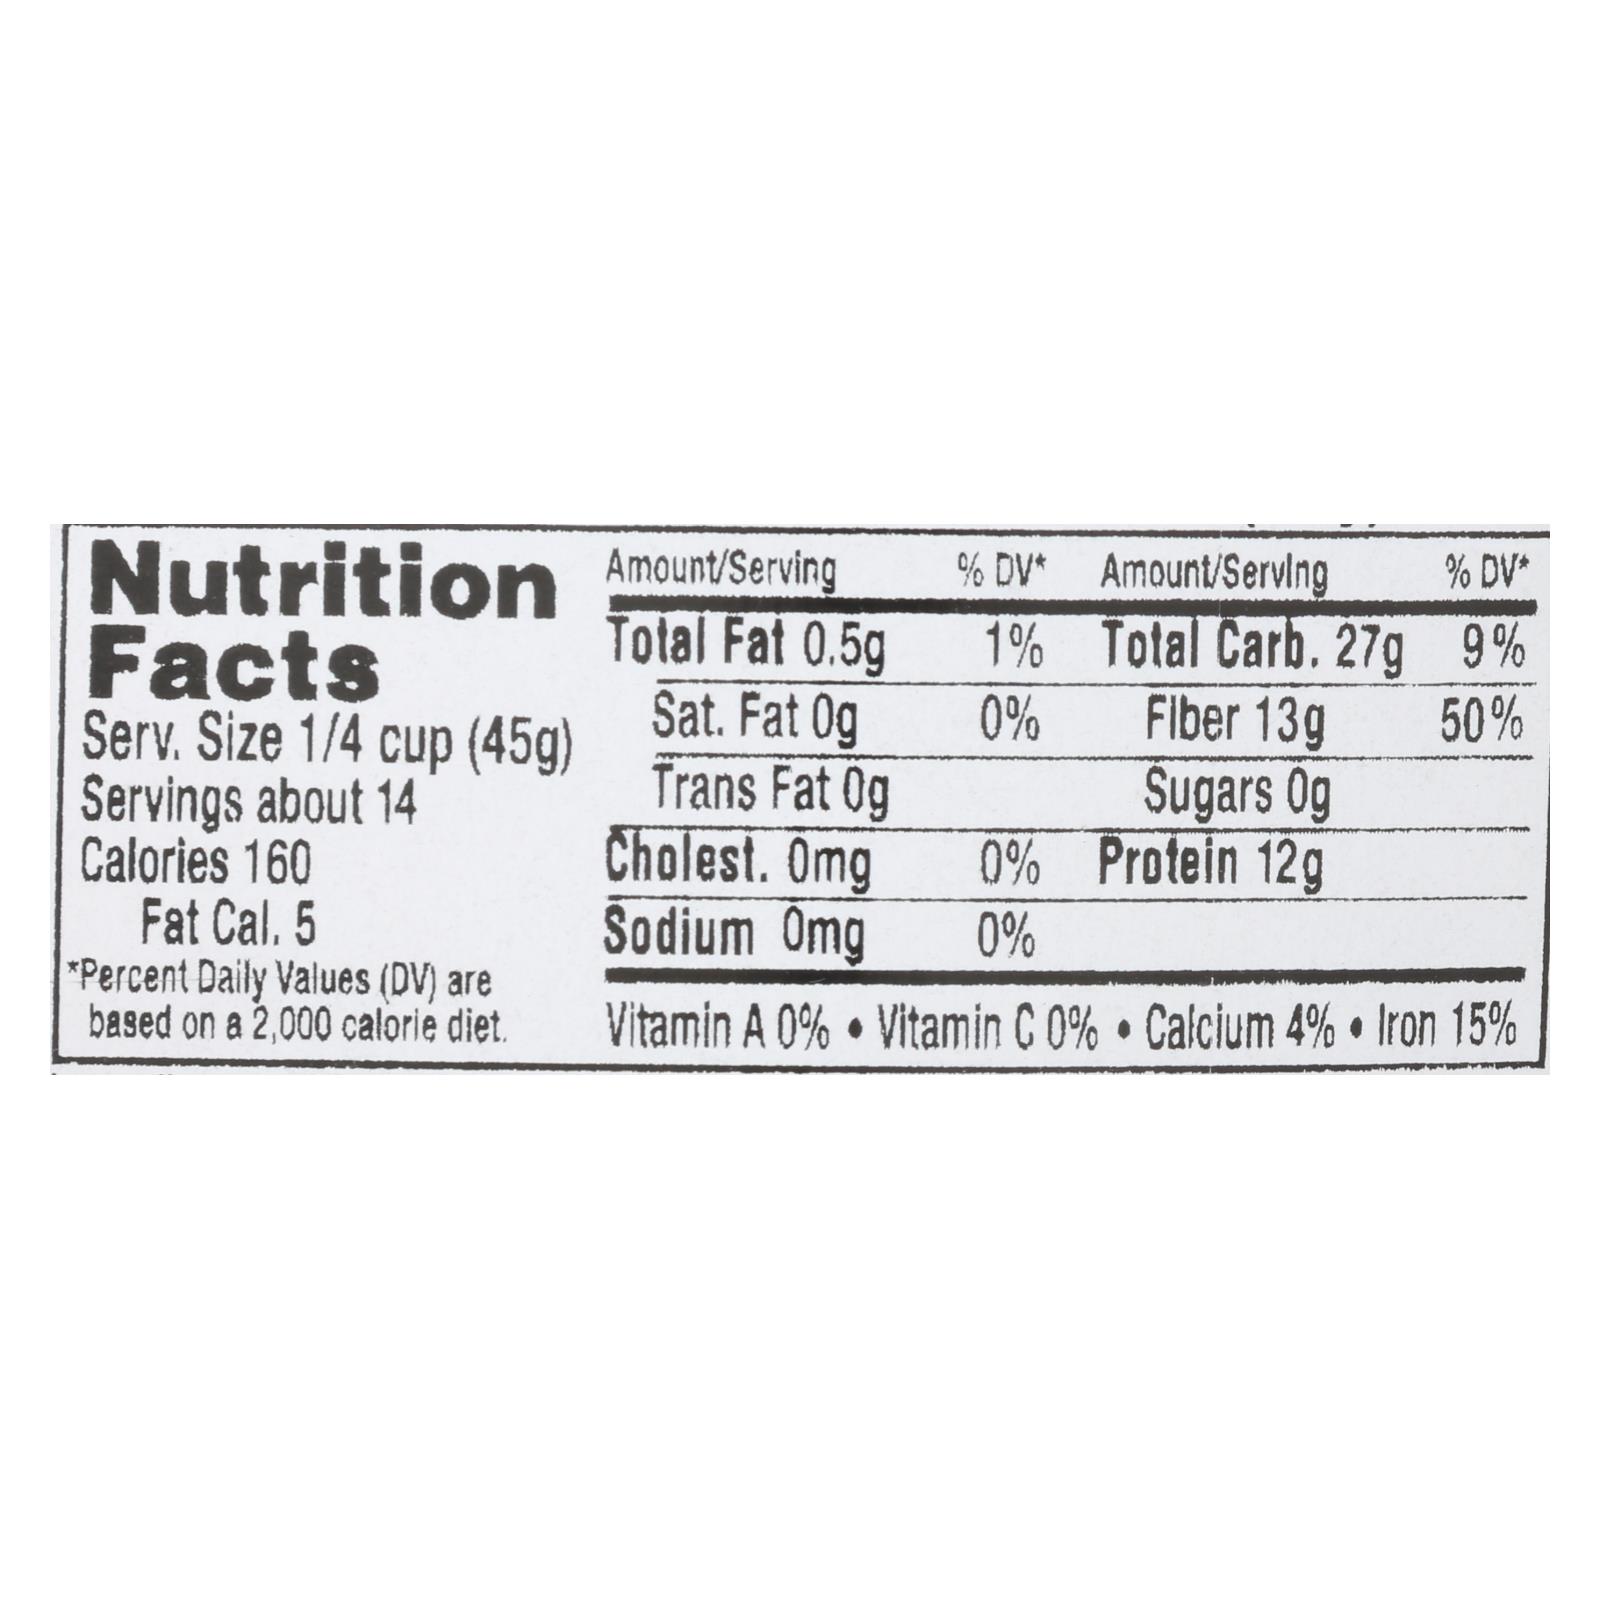 Nutrition
Facts
Serv. Size 1/4 cup (45g)
Servings about 14
Calories 160
Fat Cal. 5
*Percent Daily Values (DV) are
based on a 2,000 calorie diet.
Amount/Serving % DV* Amount/Serving % DV*
Total Fat 0.5g 1% Total Carb. 27g 9%
Sat. Fat 0g 0% Fiber 13g 50%
Trans Fat 0g Sugars 0g
Cholest. 0mg 0% Protein 12g
Sodium 0mg 0%
Vitamin A 0% • Vitamin C 0% • Calcium 4% • Iron 15%